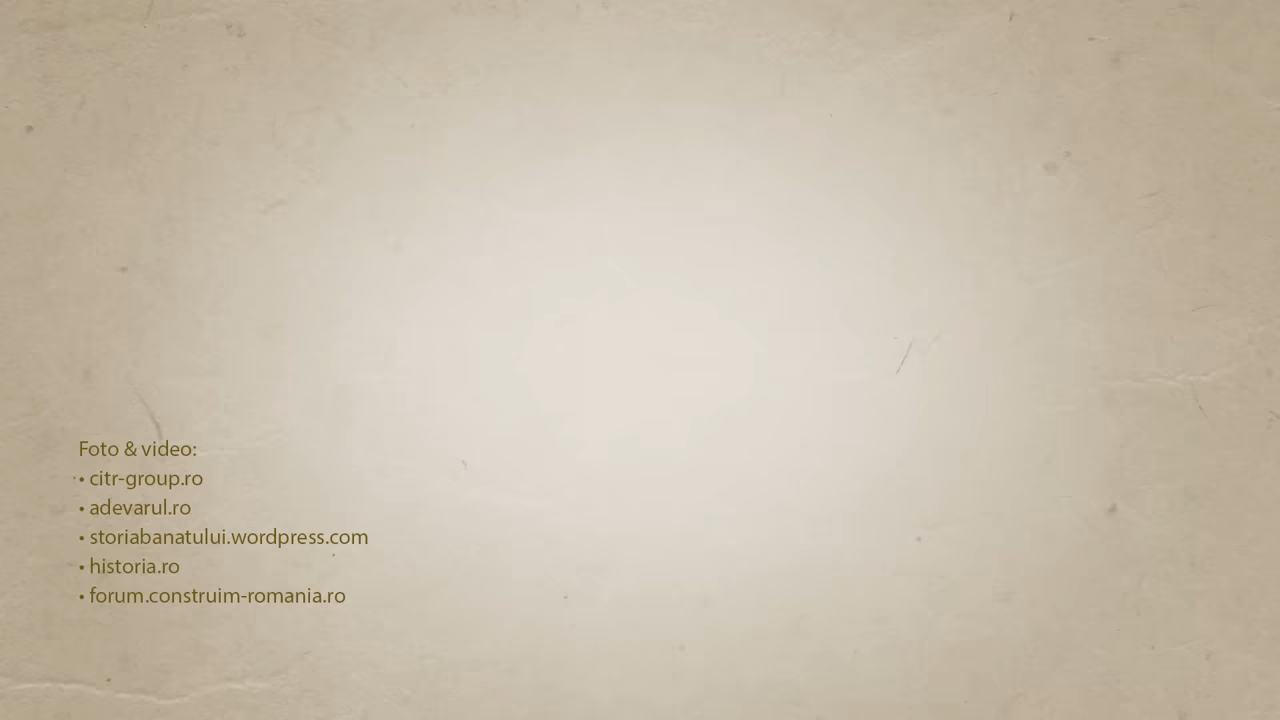 Foto & video:
• citr-group.ro
• adevarul.ro
• storiabanatului.wordpress.com
• historia.ro
• forum.construim-romania.ro